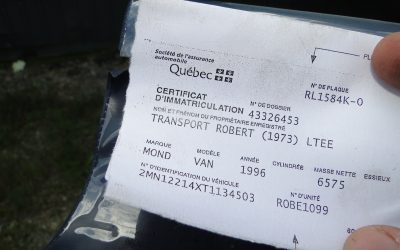 Société de l'assurance
automobile
Québec
N° DE PLAQUE
RL1584K-0
CERTIFICAT
D'IMMATRICULATION
N° DE DOSSIER
43326453
NOM ET PRÉNOM DU PROPRIÉTAIRE ENREGISTRÉ
TRANSPORT ROBERT (1973) LTEE
MARQUE MODÈLE ANNÉE CYLINDRÉE MASSE NETTE ESSIEUX
MOND VAN 1996 6575
N° D'IDENTIFICATION DU VÉHICULE N° D'UNITÉ
2MN12214XT1134503 ROBE1099